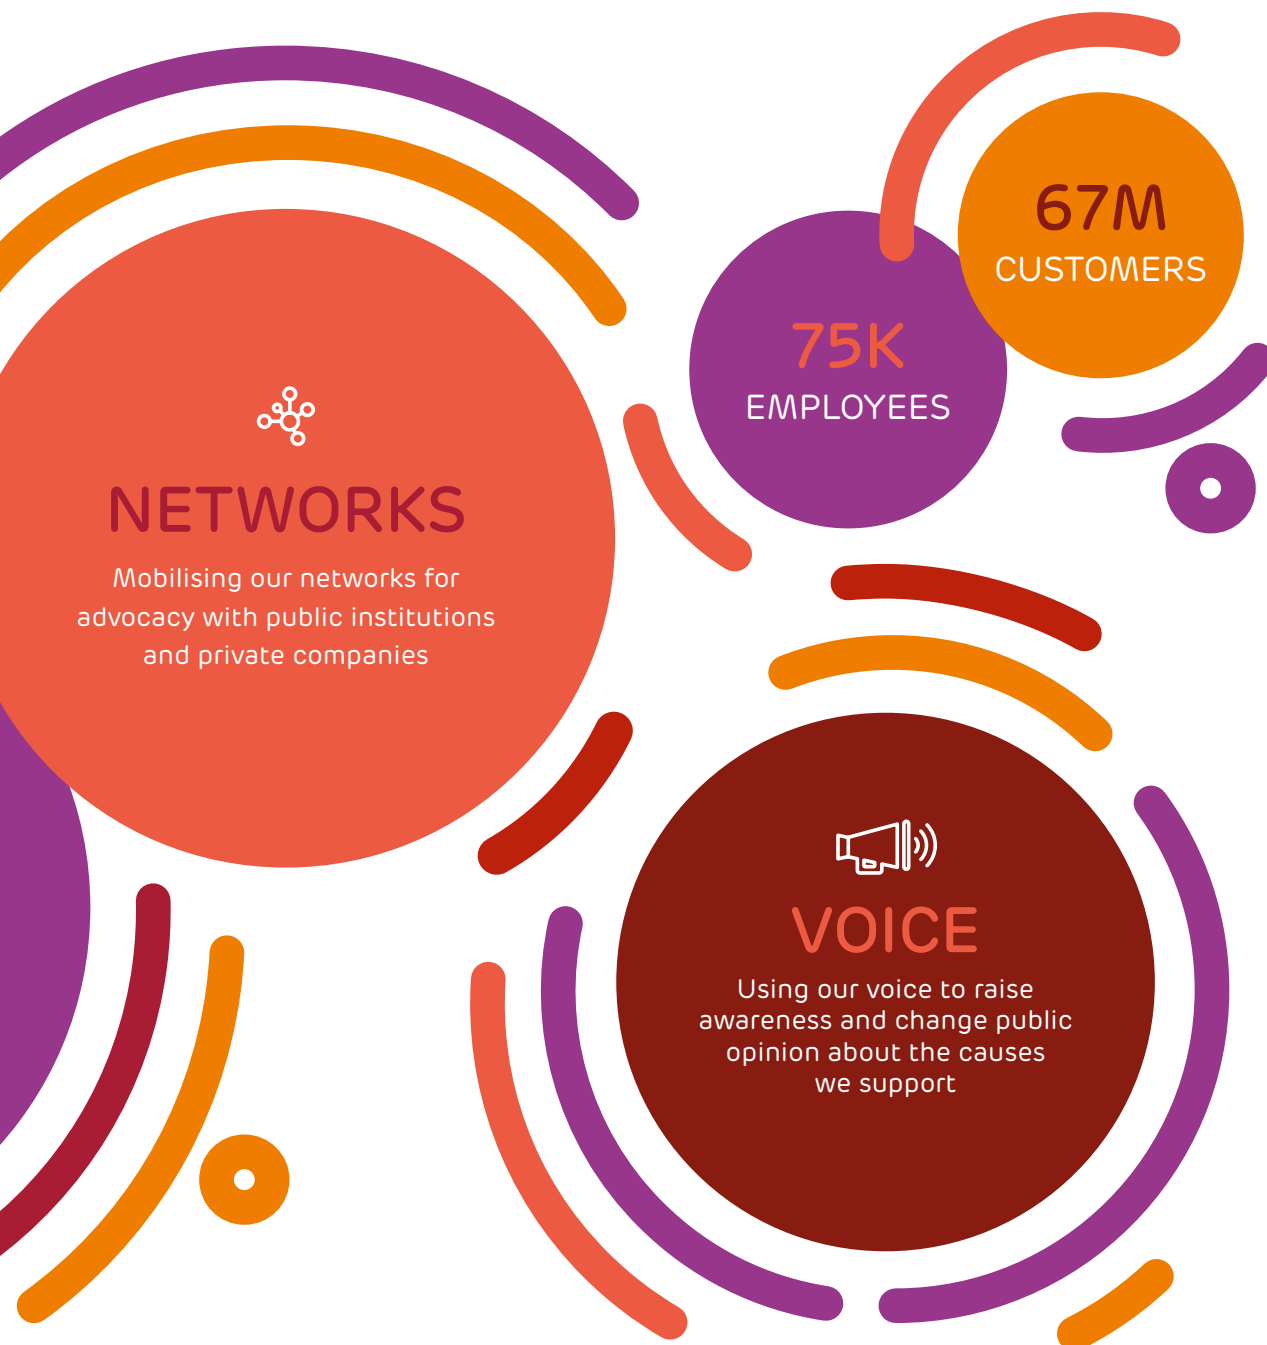 67M
CUSTOMERS
75K
EMPLOYEES
NETWORKS
Mobilising our networks for
advocacy with public institutions
and private companies
VOICE
Using our voice to raise
awareness and change public
opinion about the causes
we support